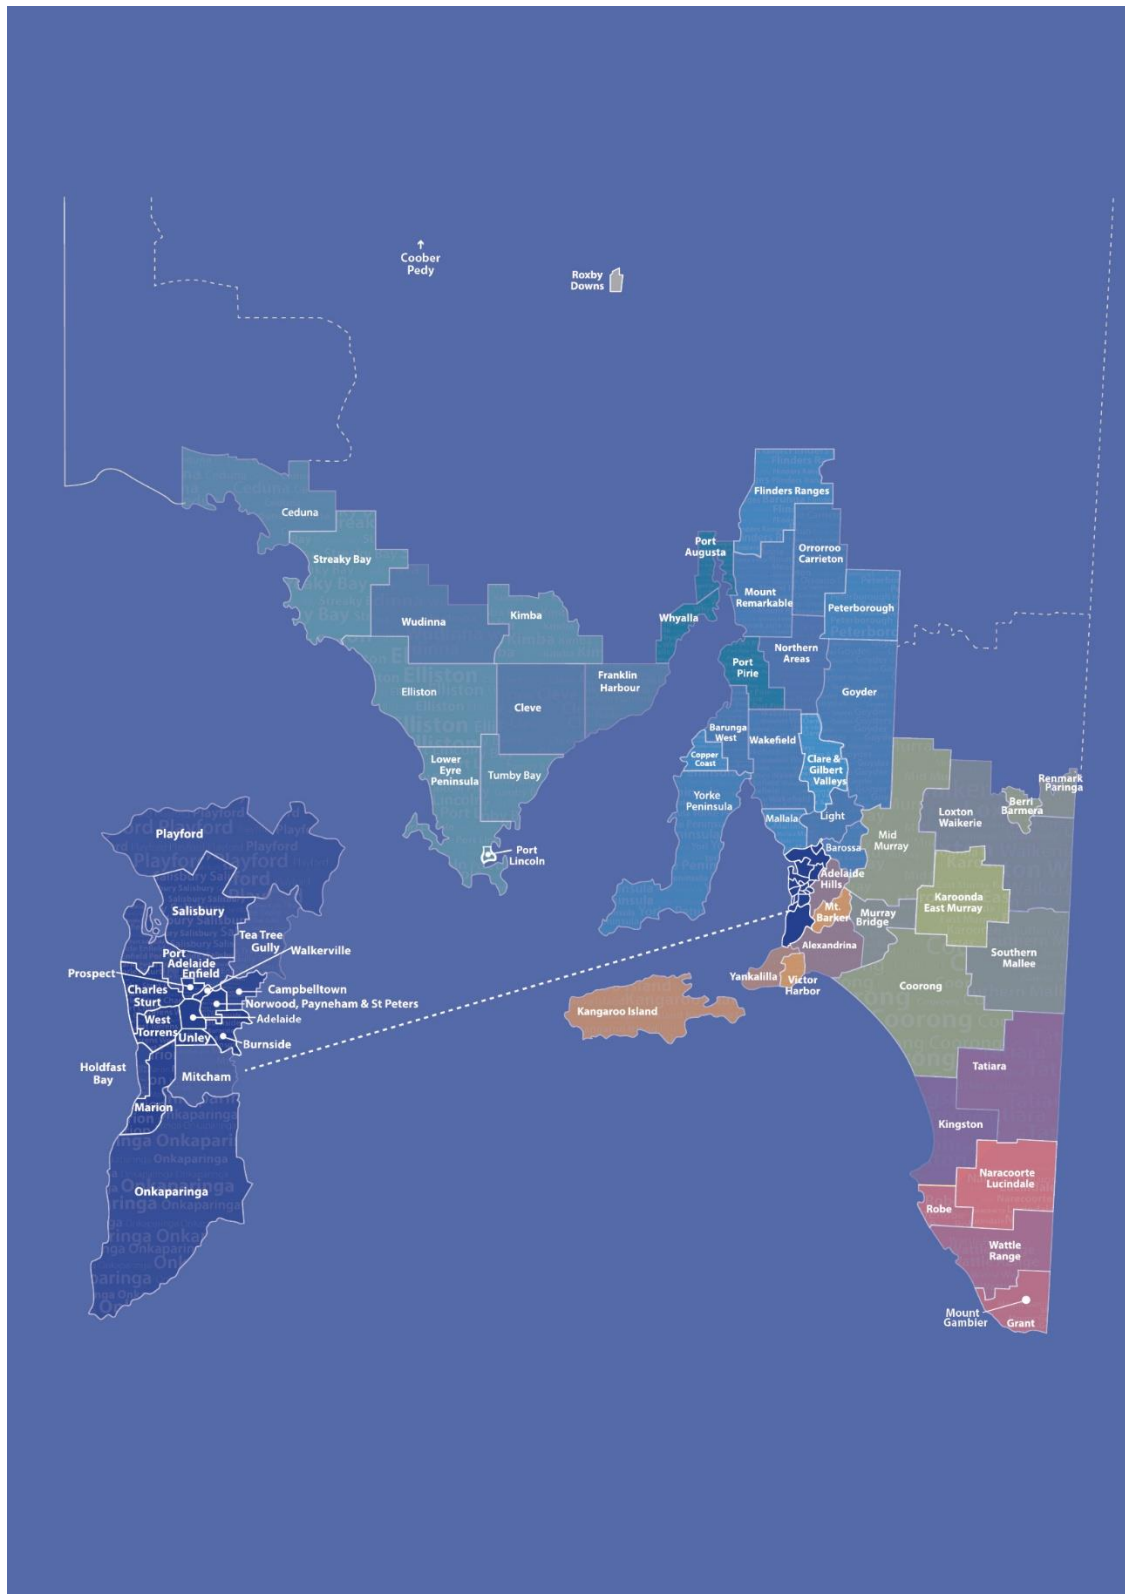 Coober
Pedy
Roxby
Downs
Flinders Ranges
Ceduna
Port
Augusta
Orrorroo
Carrieton
Streaky Bay
Mount
Remarkable
Peterborough
Kimba
Whyalla
Wudinna
Northern
Areas
Port
Pirie
Franklin
Harbour
Elliston
Goyder
Cleve
Barunga
West
Wakefield
Copper
Coast
Clare &
Gilbert
Valleys
Lower
Eyre
Peninsula
Tumby Bay
Renmark
Paringa
Berri
Barmera
Yorke
Peninsula
Mallala
Light
Loxton
Waikerie
Mid
Murray
Port
Lincoln
Barossa
Adelaide
Hills
Karoonda
East Murray
Mt.
Barker
Murray
Bridge
Alexandrina
Southern
Mallee
Yankalilla
Victor
Harbor
Coorong
Kangaroo Island
Tatiara
Kingston
Naracoorte
Lucindale
Robe
Wattle
Range
Mount
Gambier
Grant
Playford
Salisbury
Tea Tree
Gully
Walkerville
Port
Adelaide
Enfield
Prospect
Campbelltown
Charles
Sturt
Norwood, Payneham & St Peters
Adelaide
West
Torrens
Unley
Burnside
Holdfast
Bay
Mitcham
Marion
Onkaparinga